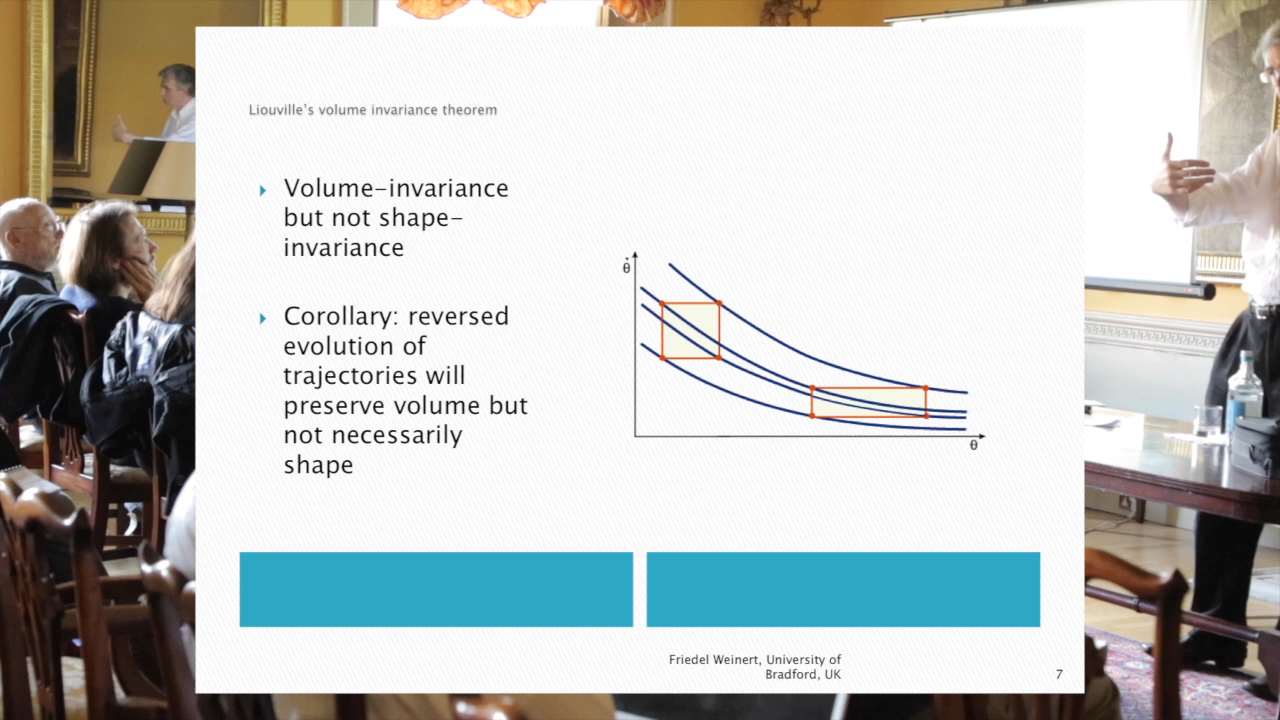 Liouville’s volume invariance theorem
Volume-invariance
but not shape-
invariance
Corollary: reversed
evolution of
trajectories will
preserve volume but
not necessarily
shape
θ̇
θ
Friedel Weinert, University of
Bradford, UK
7